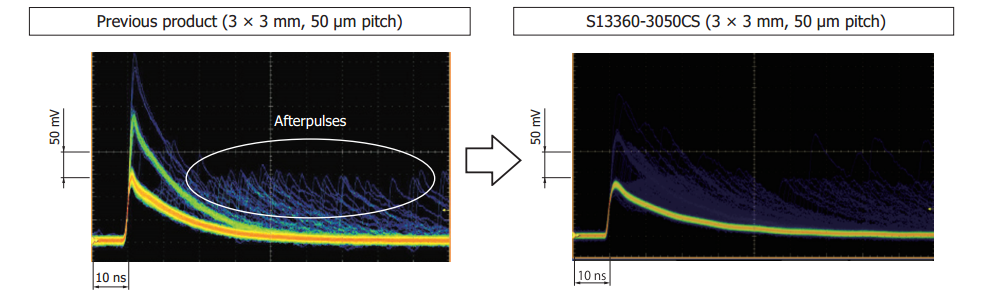 Previous product (3 × 3 mm, 50 µm pitch)
S13360-3050CS (3 × 3 mm, 50 µm pitch)
50 mV
Afterpulses
10 ns
50 mV
10 ns